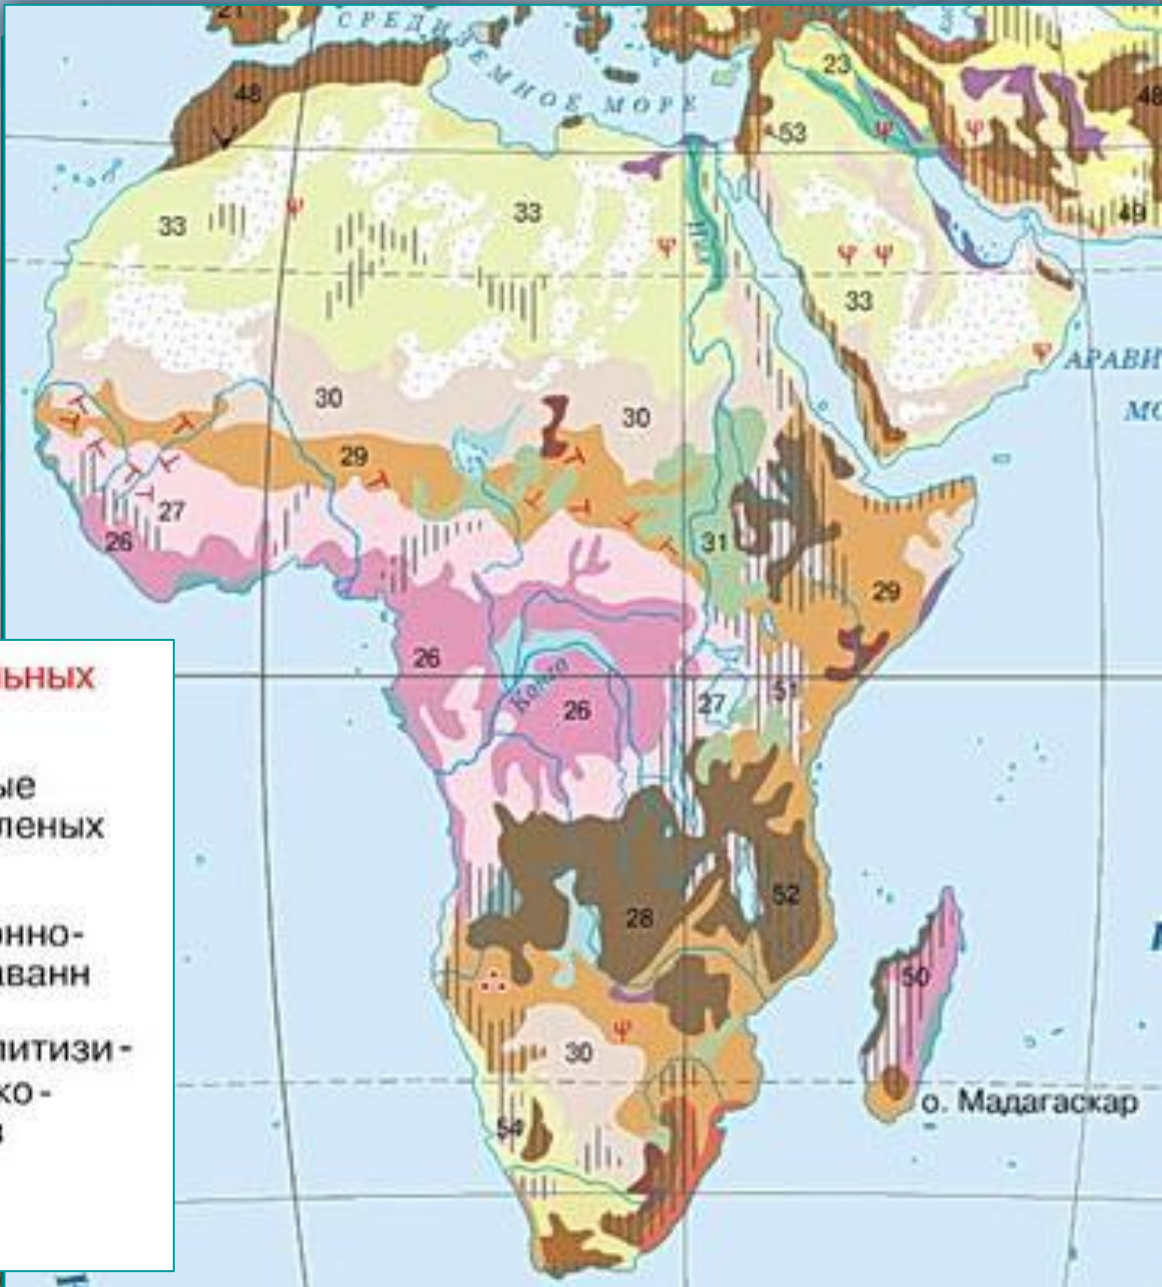 21
СРЕДИЗЕМНОЕ МОРЕ
23
48
48
53
49
33
33
33
АРАВИ
МО
30
30
29
27
26
31
29
26
Конго
26
27
51
28
52
50
30
о. Мадагаскар
54
ьных
ые
леных
онно-
аванн
литизи-
ко-
в